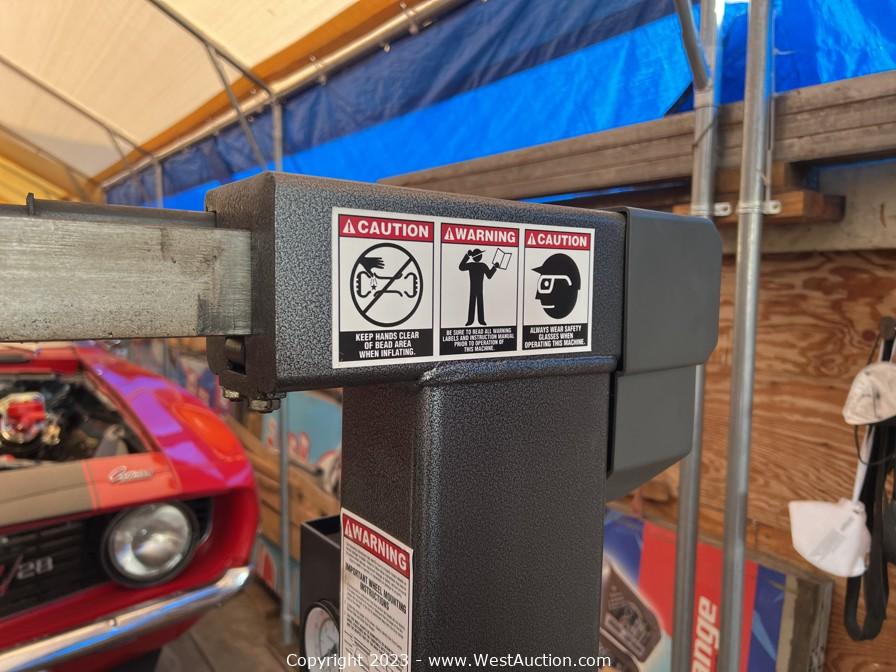 CAUTION
KEEP HANDS CLEAR
OF BEAD AREA
WHEN INFLATING.
WARNING
BE SURE TO READ ALL WARNING
LABELS AND INSTRUCTION MANUAL
PRIOR TO OPERATION OF
THIS MACHINE.
CAUTION
ALWAYS WEAR SAFETY
GLASSES WHEN
OPERATING THIS MACHINE.
WARNING
IMPORTANT WHEEL MOUNTING
INSTRUCTIONS
Camaro
Z/28
Copyright 2023 - www.WestAuction.com